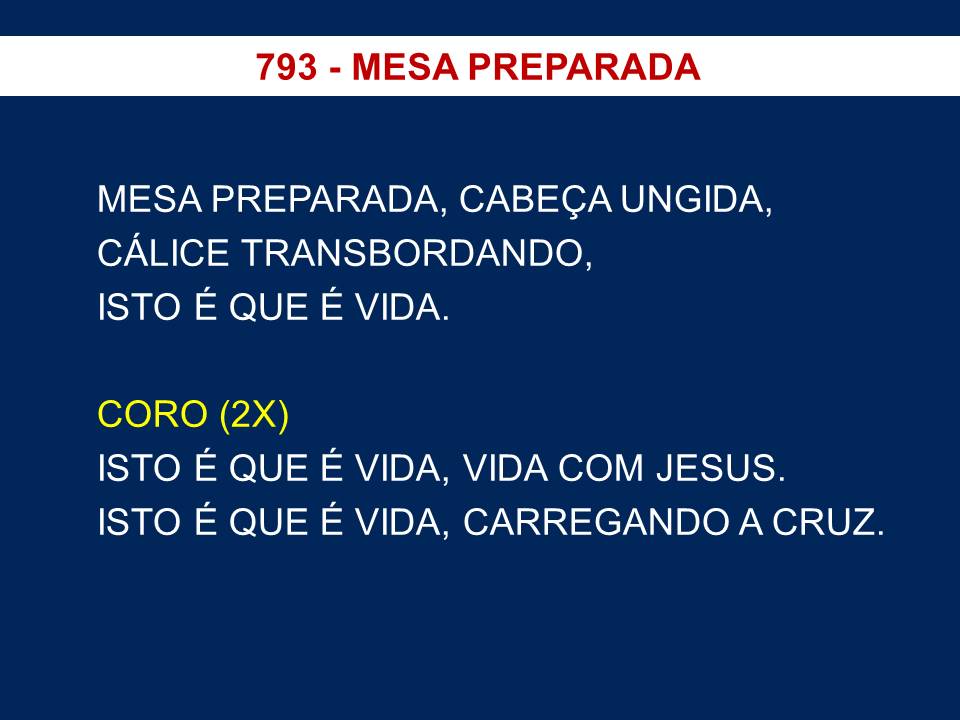 793 - MESA PREPARADA
MESA PREPARADA, CABEÇA UNGIDA,
CÁLICE TRANSBORDANDO,
ISTO É QUE É VIDA.
CORO (2X)
ISTO É QUE É VIDA, VIDA COM JESUS.
ISTO É QUE É VIDA, CARREGANDO A CRUZ.